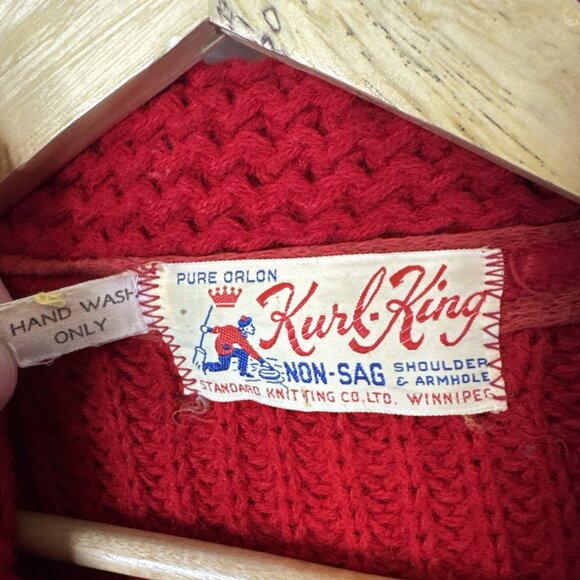 HAND WASH
ONLY
PURE ORLON
Kurl-King
NON-SAG SHOULDER
& ARMHOLE
STANDARD KNITTING CO. LTD. WINNIPEG